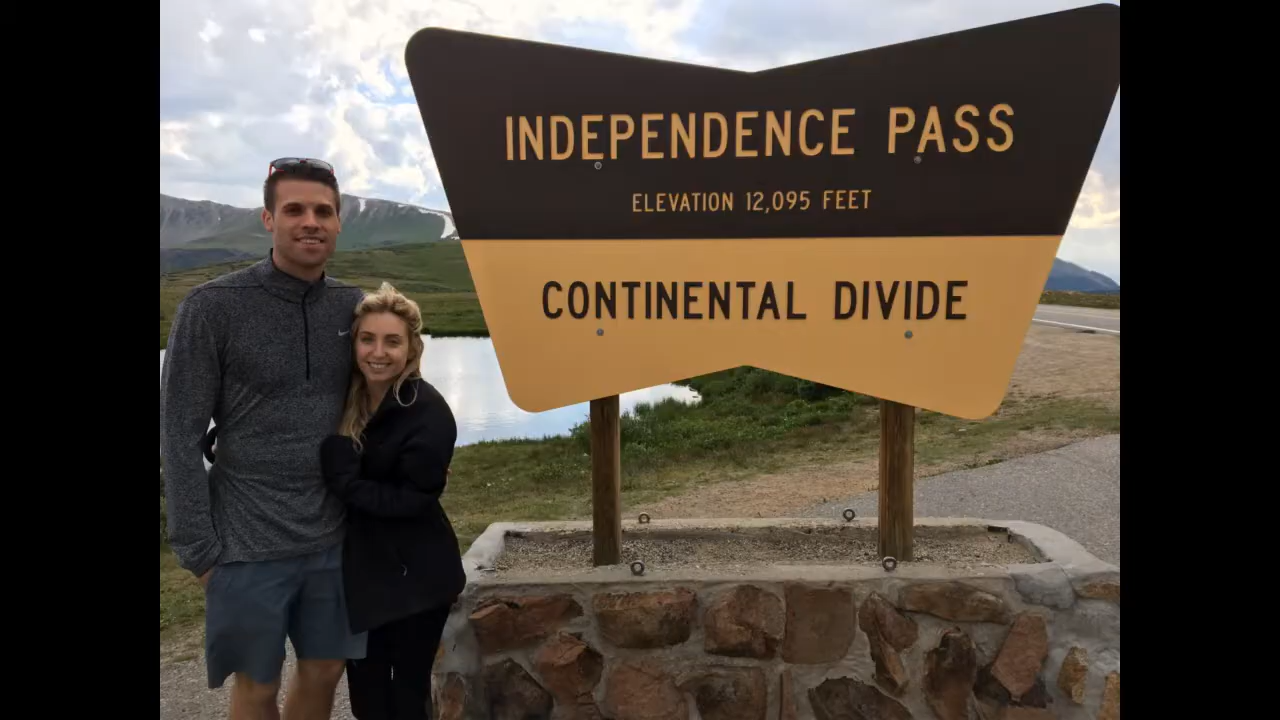 INDEPENDENCE PASS
ELEVATION 12,095 FEET
CONTINENTAL DIVIDE